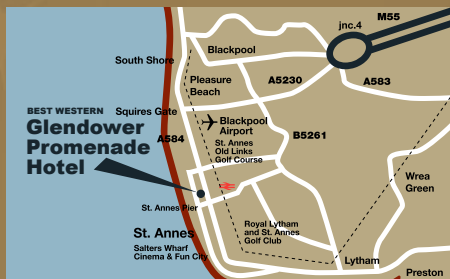 M55
jnc.4
Blackpool
South Shore
Pleasure
Beach
A5230
A583
BEST WESTERN
Glendower
Promenade
Hotel
Squires Gate
A584
Blackpool
Airport
St. Annes
Old Links
Golf Course
B5261
Wrea
Green
St. Annes Pier
St. Annes
Salters Wharf
Cinema & Fun City
Royal Lytham
and St. Annes
Golf Club
Lytham
Preston